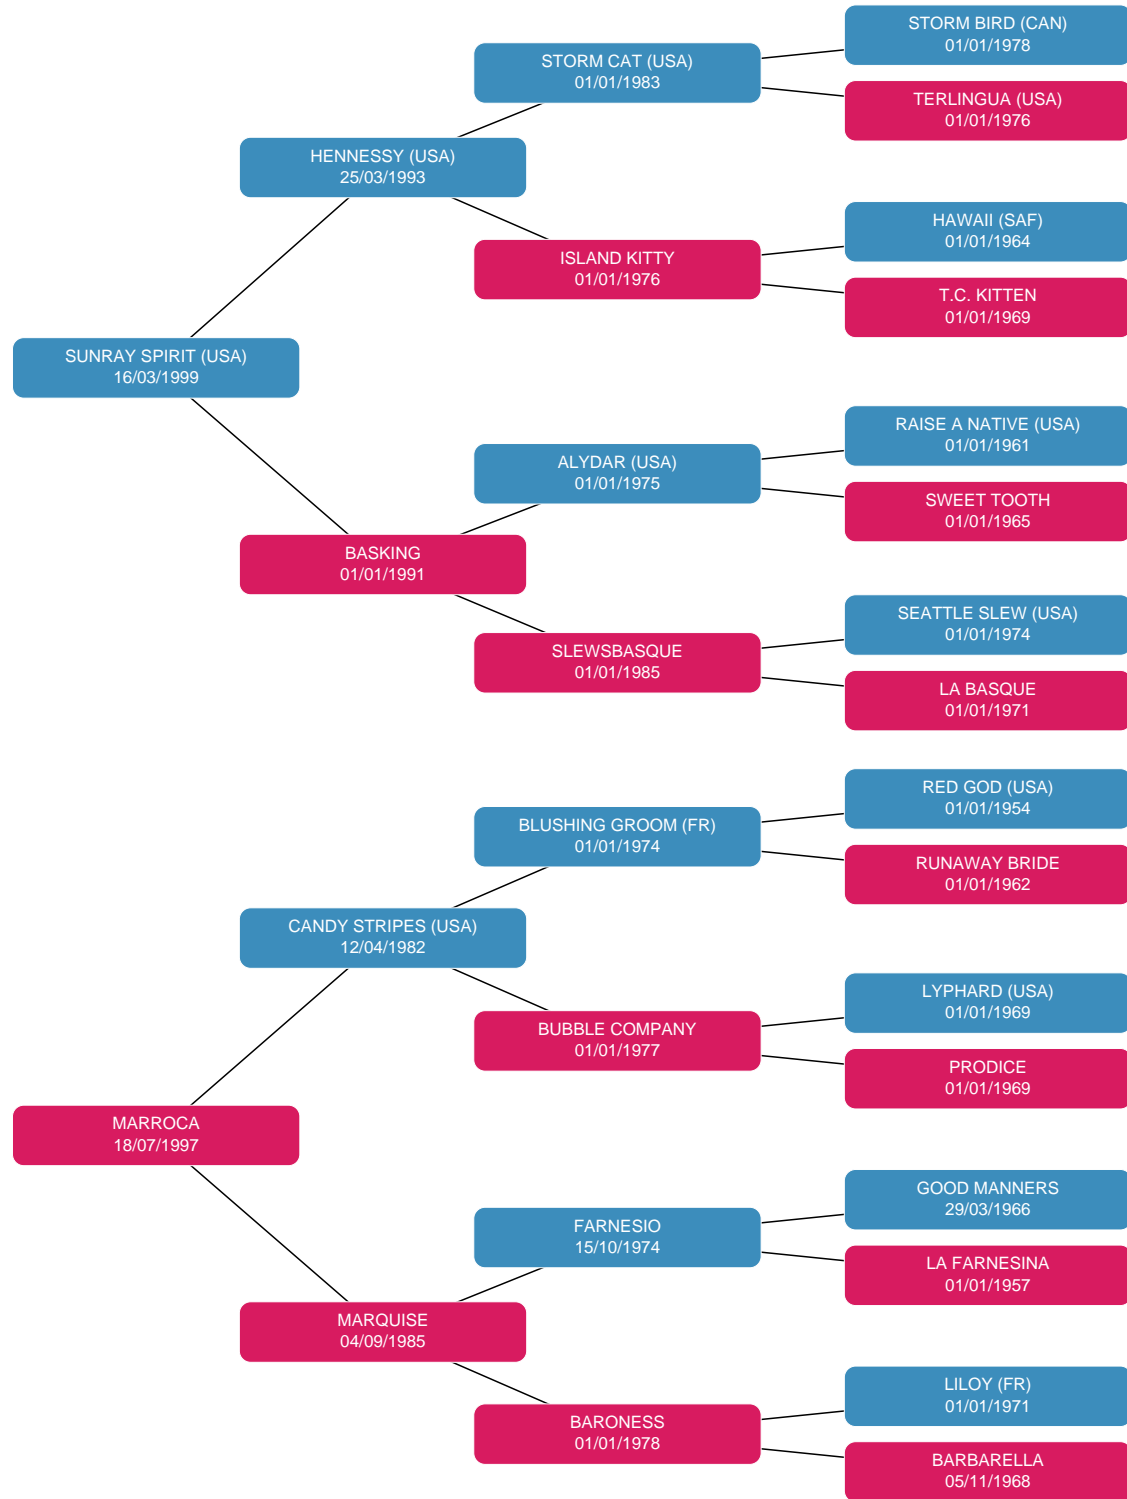 STORM BIRD (CAN)
01/01/1978
STORM CAT (USA)
01/01/1983
TERLINGUA (USA)
01/01/1976
HENNESSY (USA)
25/03/1993
HAWAII (SAF)
01/01/1964
ISLAND KITTY
01/01/1976
T.C. KITTEN
01/01/1969
SUNRAY SPIRIT (USA)
16/03/1999
RAISE A NATIVE (USA)
01/01/1961
ALYDAR (USA)
01/01/1975
SWEET TOOTH
01/01/1965
BASKING
01/01/1991
SEATTLE SLEW (USA)
01/01/1974
SLEWSBASQUE
01/01/1985
LA BASQUE
01/01/1971
RED GOD (USA)
01/01/1954
BLUSHING GROOM (FR)
01/01/1974
RUNAWAY BRIDE
01/01/1962
CANDY STRIPES (USA)
12/04/1982
LYPHARD (USA)
01/01/1969
BUBBLE COMPANY
01/01/1977
PRODICE
01/01/1969
MARROCA
18/07/1997
GOOD MANNERS
29/03/1966
FARNESIO
15/10/1974
LA FARNESINA
01/01/1957
MARQUISE
04/09/1985
LILOY (FR)
01/01/1971
BARONESS
01/01/1978
BARBARELLA
05/11/1968